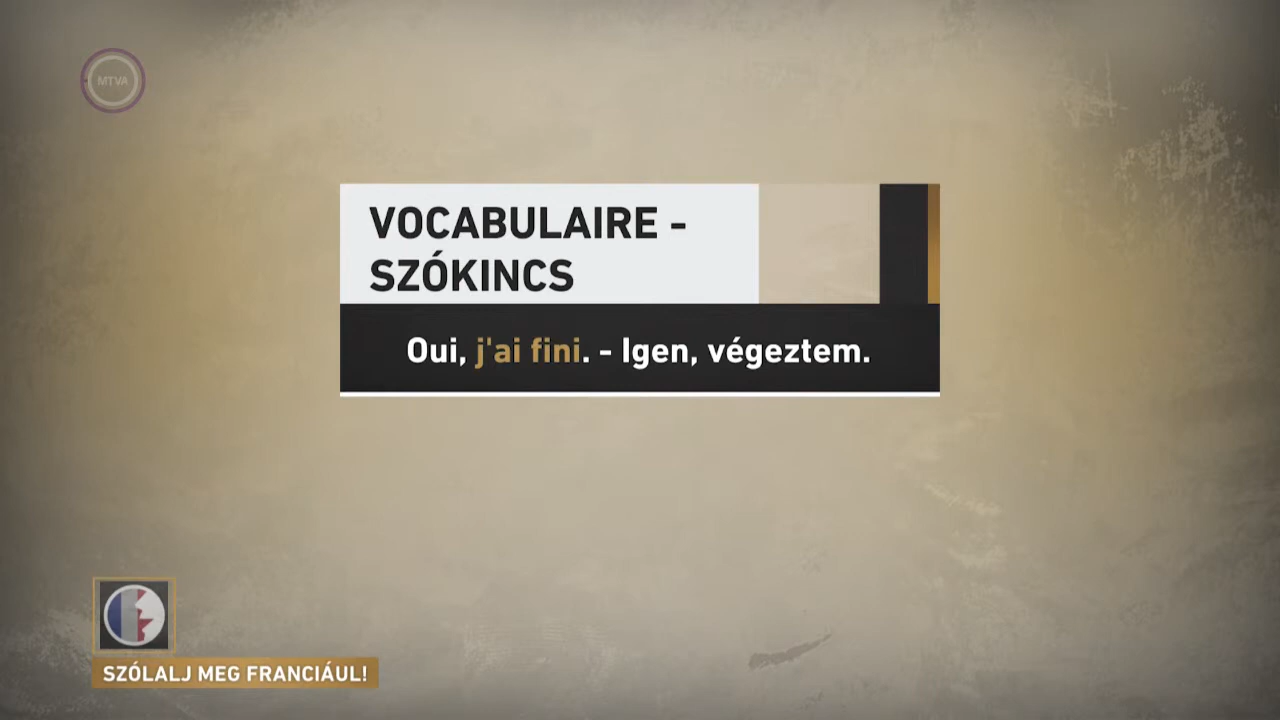 MTVA
VOCABULAIRE -
SZÓKINCS
Oui, j'ai fini. - Igen, végeztem.
SZÓLALJ MEG FRANCIÁUL!